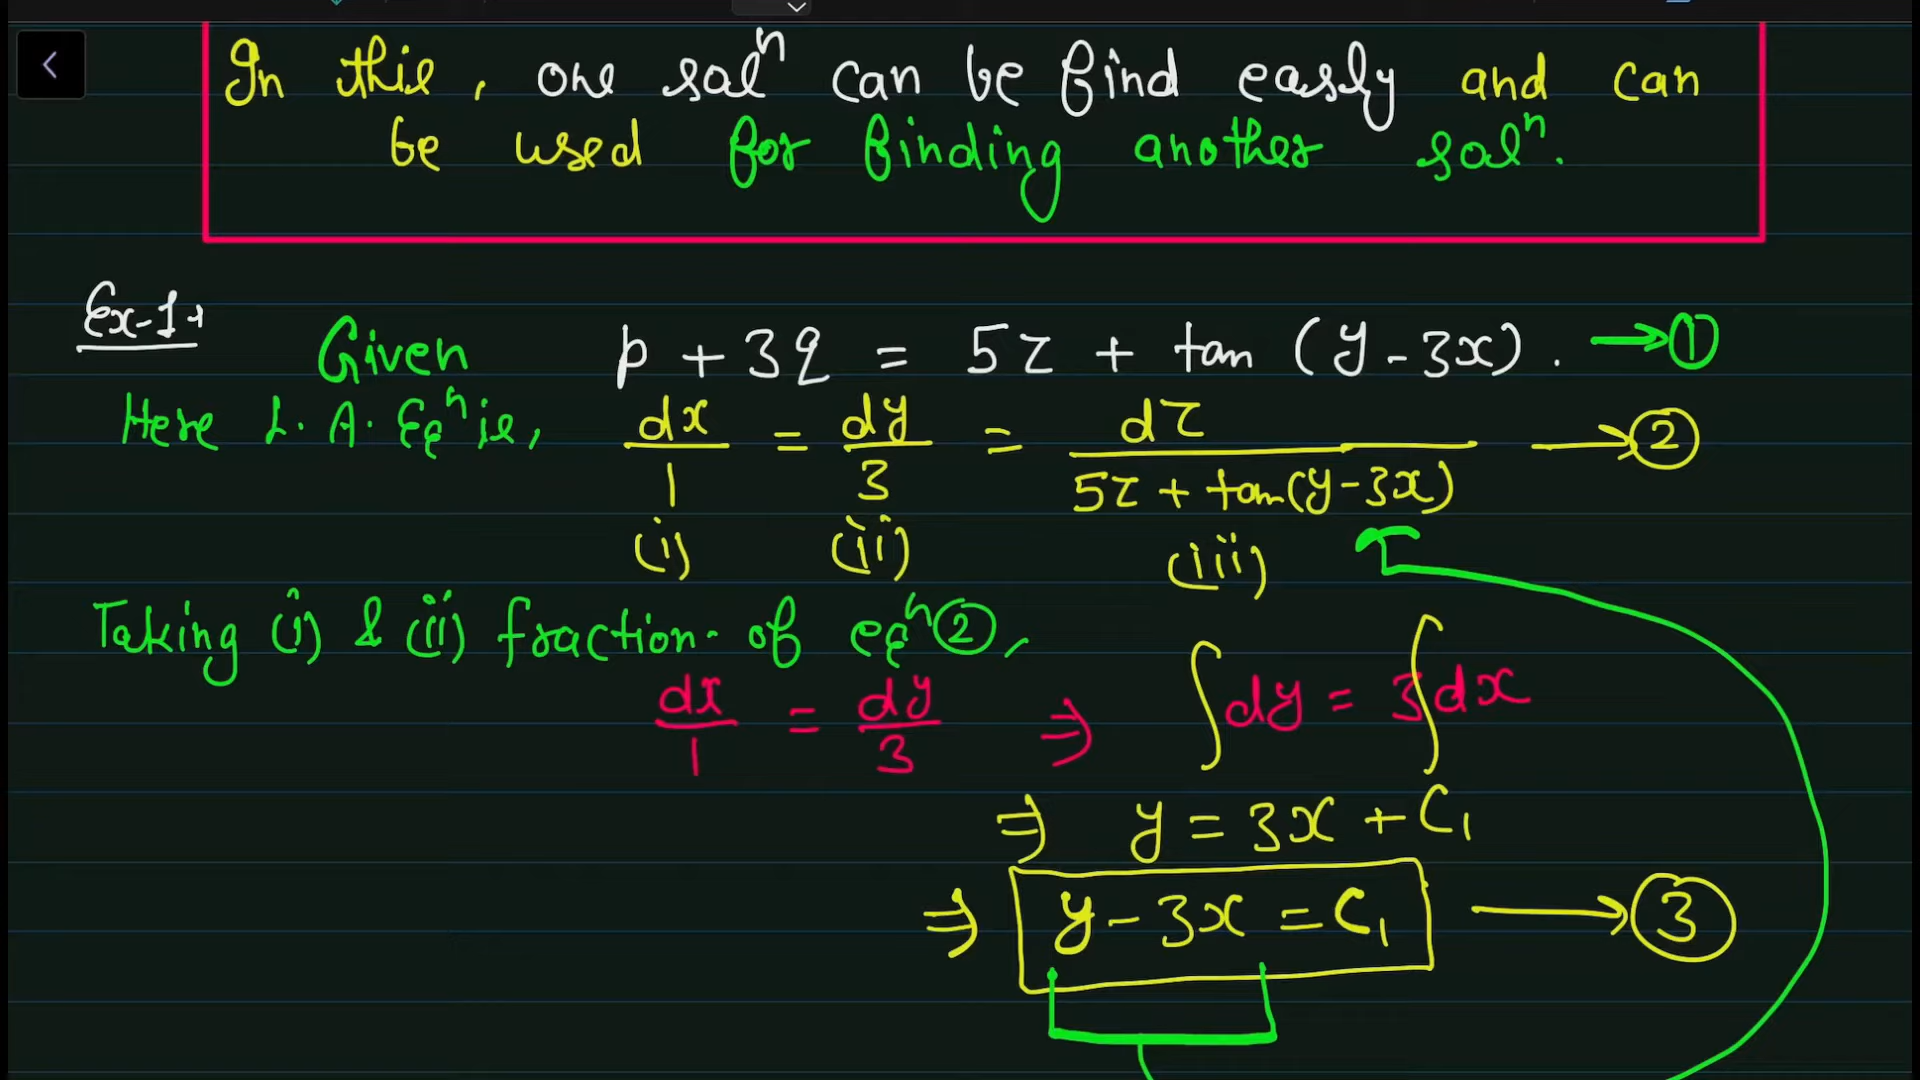 In this, one solⁿ can be find easly and can
be used for finding another solⁿ.
Ex-1:
Given p + 3q = 5z + tan (y - 3x). → ①
Here L. A. Eqⁿ is, dx/1 = dy/3 = dz/(5z + tan(y-3x)) → ②
(i) (ii) (iii)
Taking (i) & (ii) fraction of eqⁿ ②,
dx/1 = dy/3 ⇒ ∫dy = 3∫dx
⇒ y = 3x + C₁
⇒ y - 3x = C₁ → ③